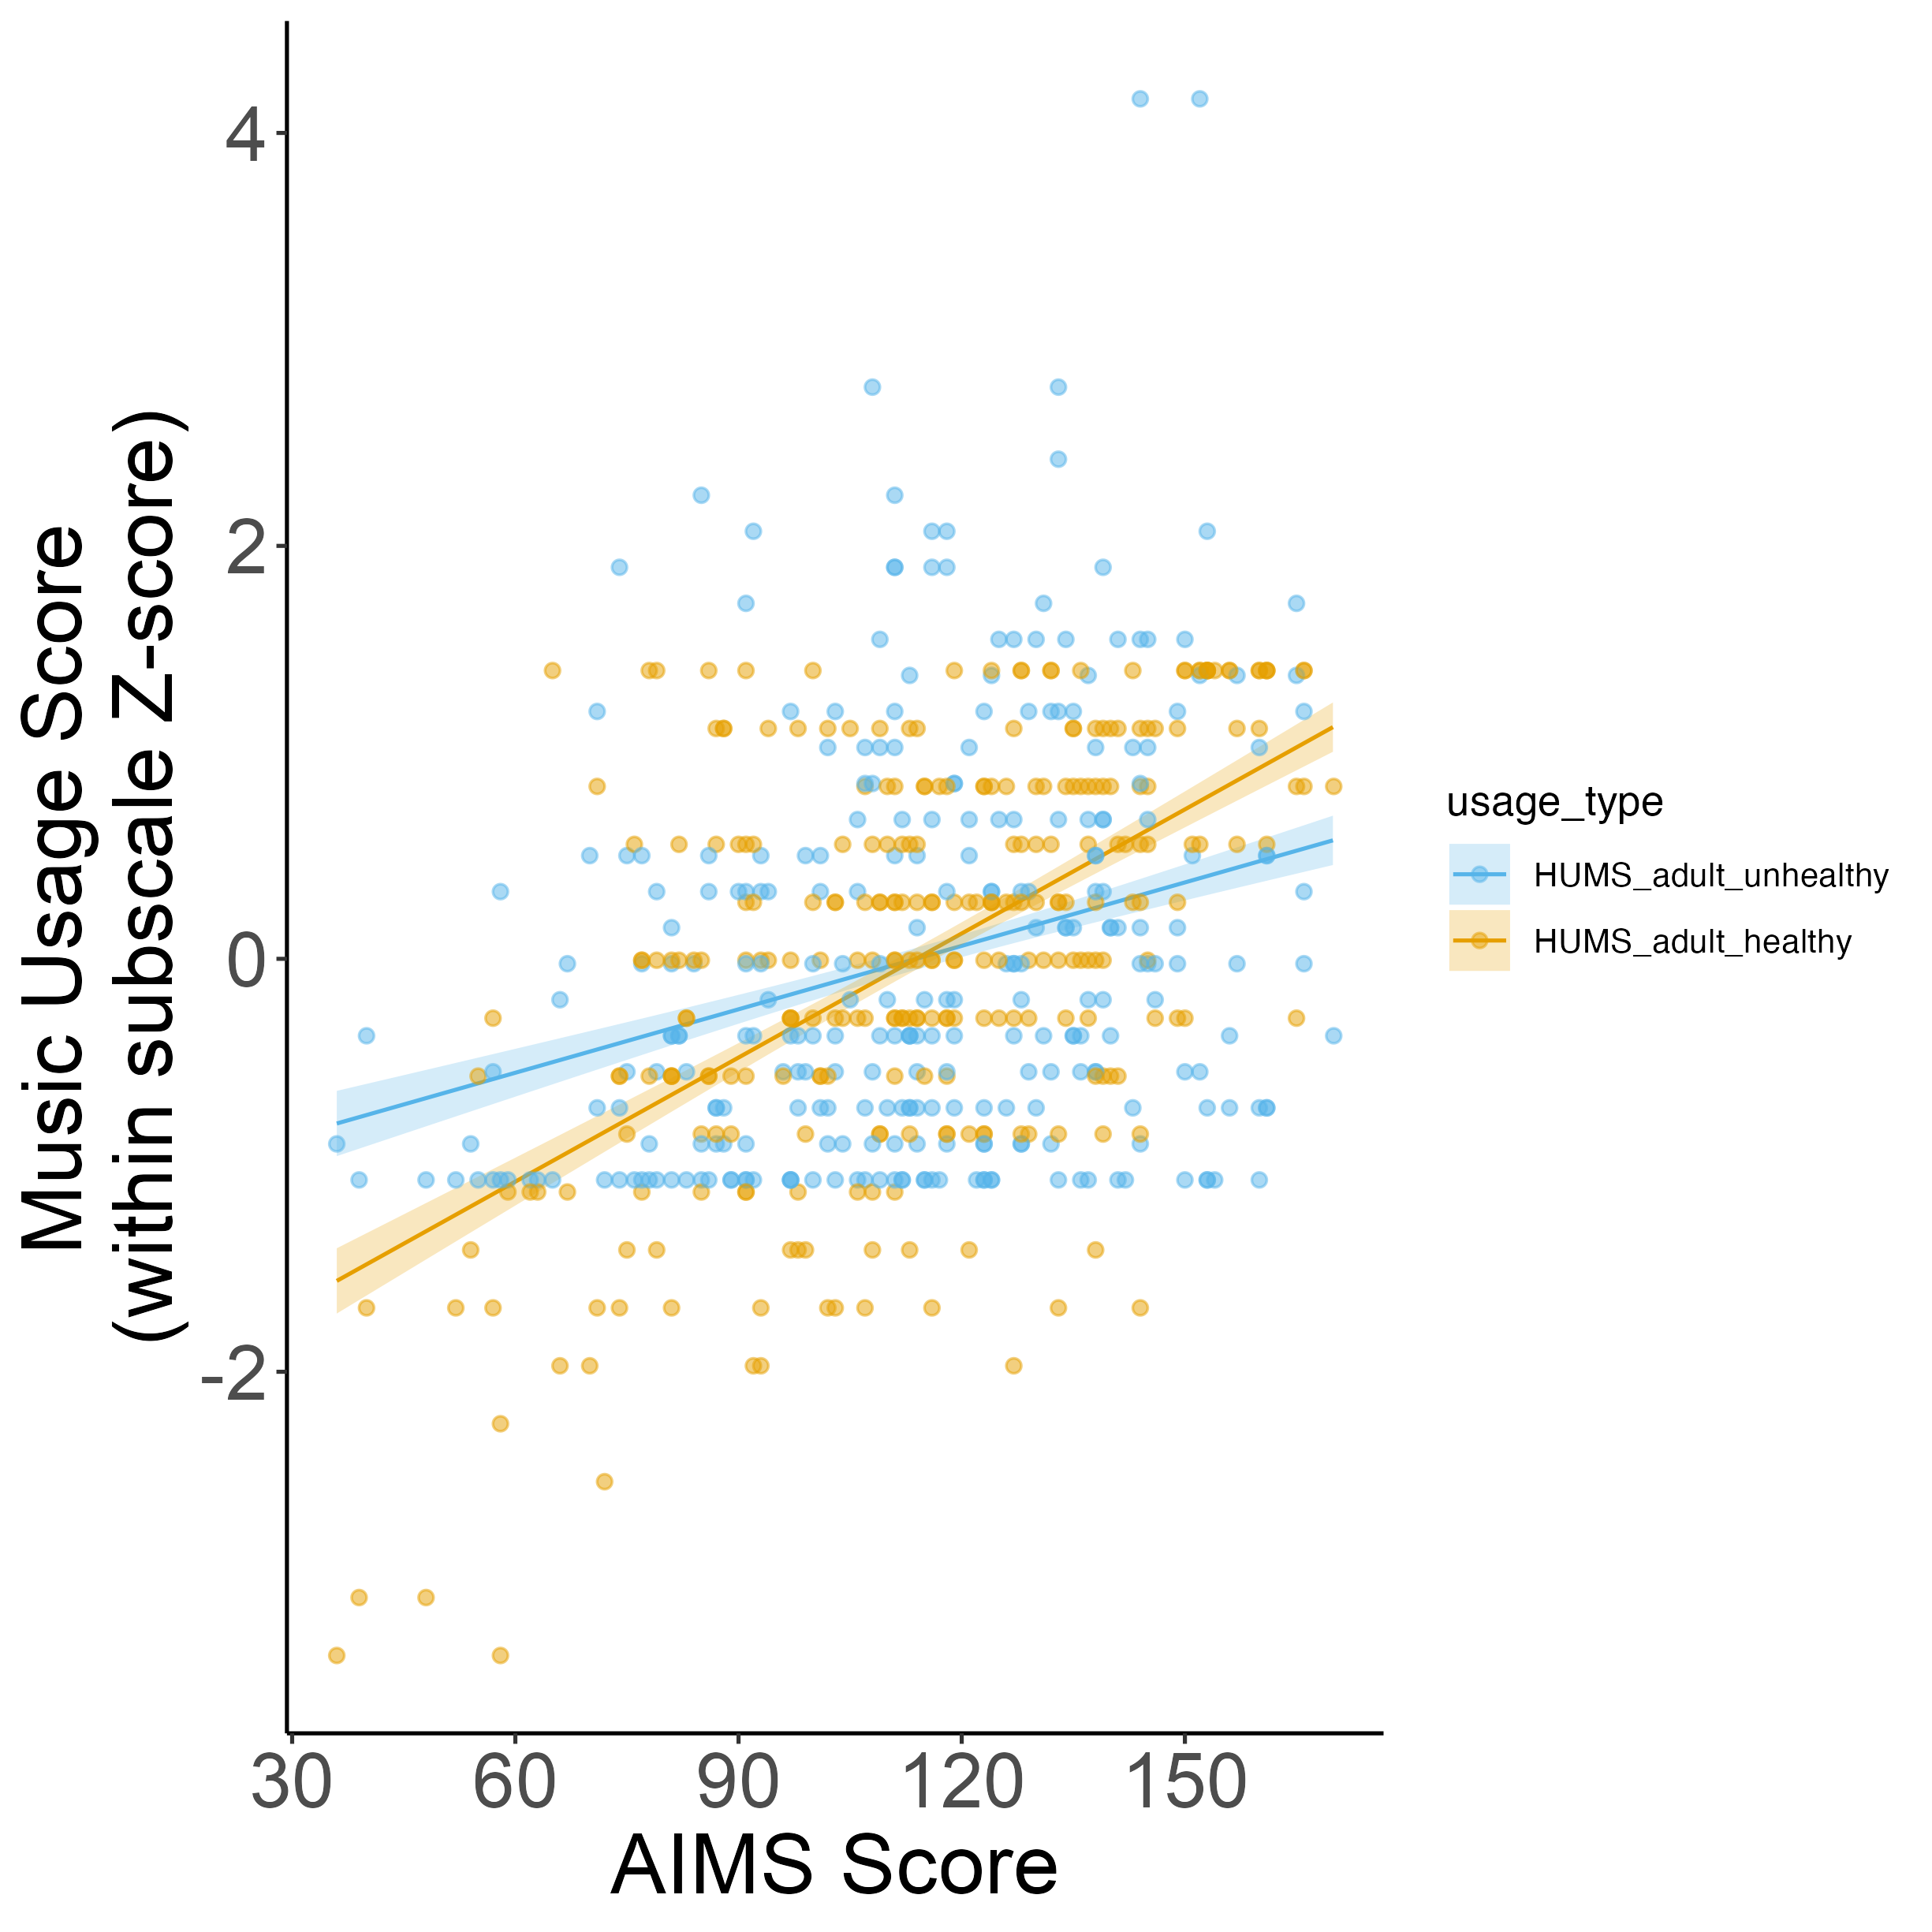 Music Usage Score
(within subscale Z-score)
4
2
0
-2
30 60 90 120 150
AIMS Score
usage_type
HUMS_adult_unhealthy
HUMS_adult_healthy